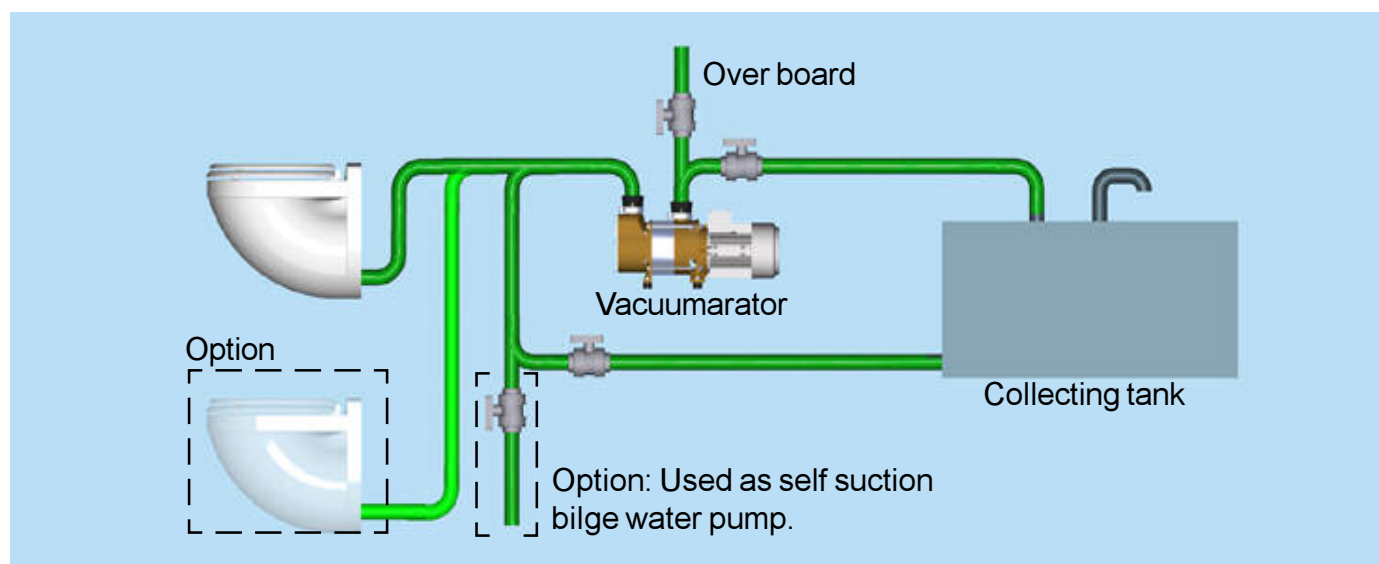 Over board
Vacuumarator
Option
Collecting tank
Option: Used as self suction
bilge water pump.